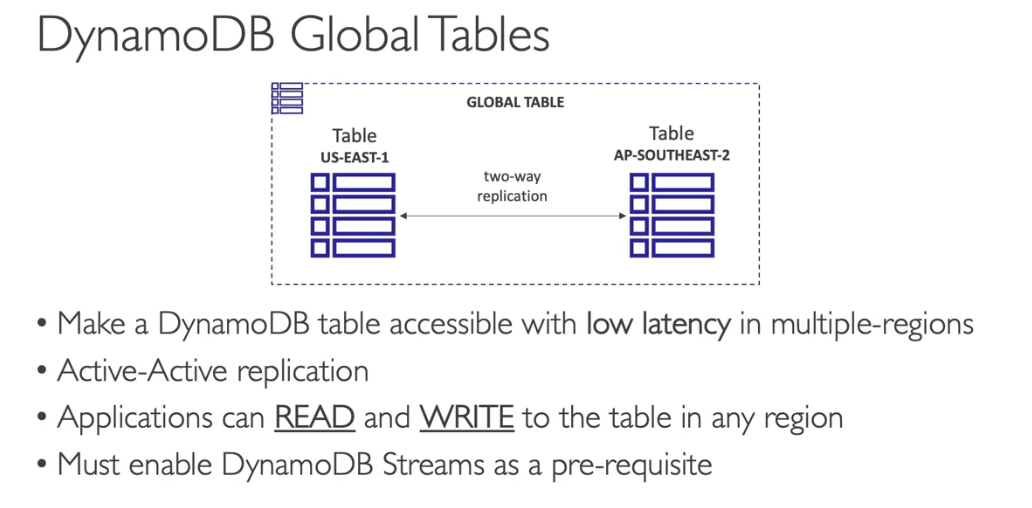 DynamoDB Global Tables
GLOBAL TABLE
Table
US-EAST-1
Table
AP-SOUTHEAST-2
two-way
replication
• Make a DynamoDB table accessible with low latency in multiple-regions
• Active-Active replication
• Applications can READ and WRITE to the table in any region
• Must enable DynamoDB Streams as a pre-requisite